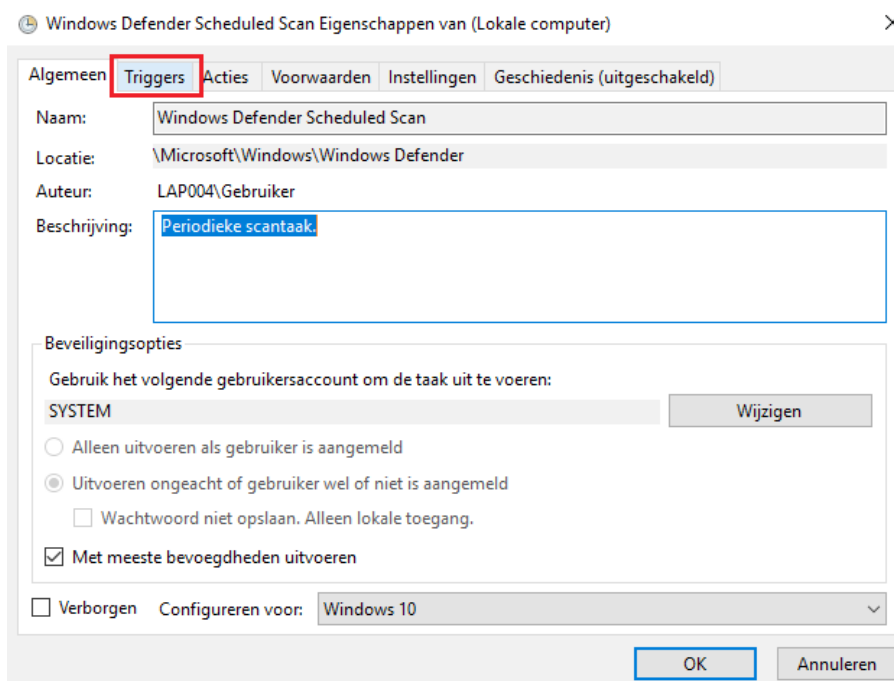 Windows Defender Scheduled Scan Eigenschappen van (Lokale computer)
Algemeen Triggers Acties Voorwaarden Instellingen Geschiedenis (uitgeschakeld)
Naam: Windows Defender Scheduled Scan
Locatie: \Microsoft\Windows\Windows Defender
Auteur: LAP004\Gebruiker
Beschrijving: Periodieke scantaak.
Beveiligingsopties
Gebruik het volgende gebruikersaccount om de taak uit te voeren:
SYSTEM Wijzigen
Alleen uitvoeren als gebruiker is aangemeld
Uitvoeren ongeacht of gebruiker wel of niet is aangemeld
Wachtwoord niet opslaan. Alleen lokale toegang.
Met meeste bevoegdheden uitvoeren
Verborgen Configureren voor: Windows 10
OK Annuleren